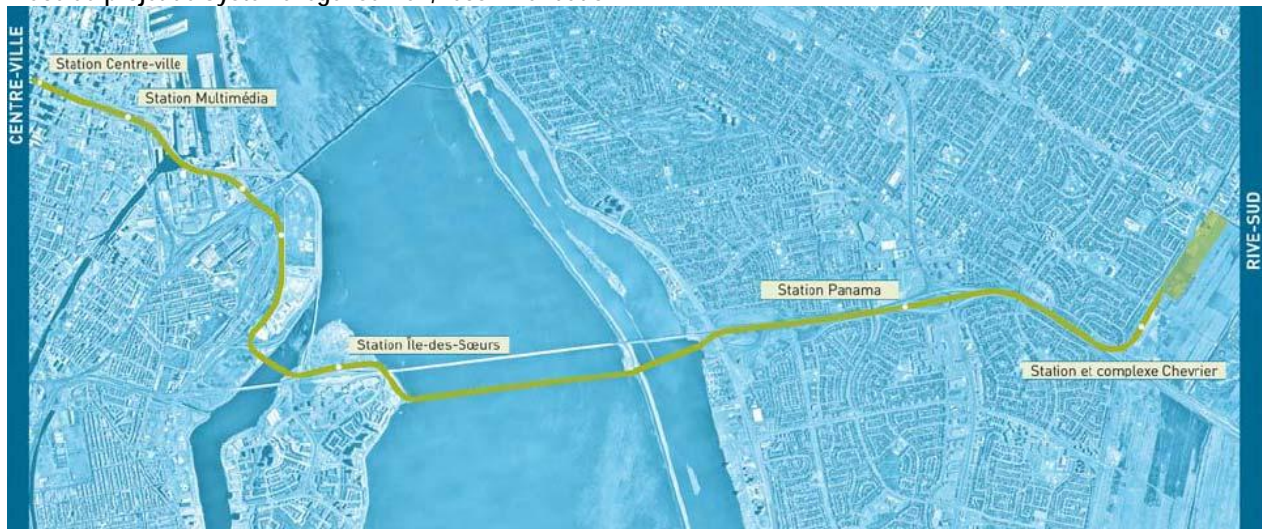 CENTRE-VILLE
Station Centre-ville
Station Multimédia
Station Île-des-Sœurs
Station Panama
Station et complexe Chevrier
RIVE-SUD